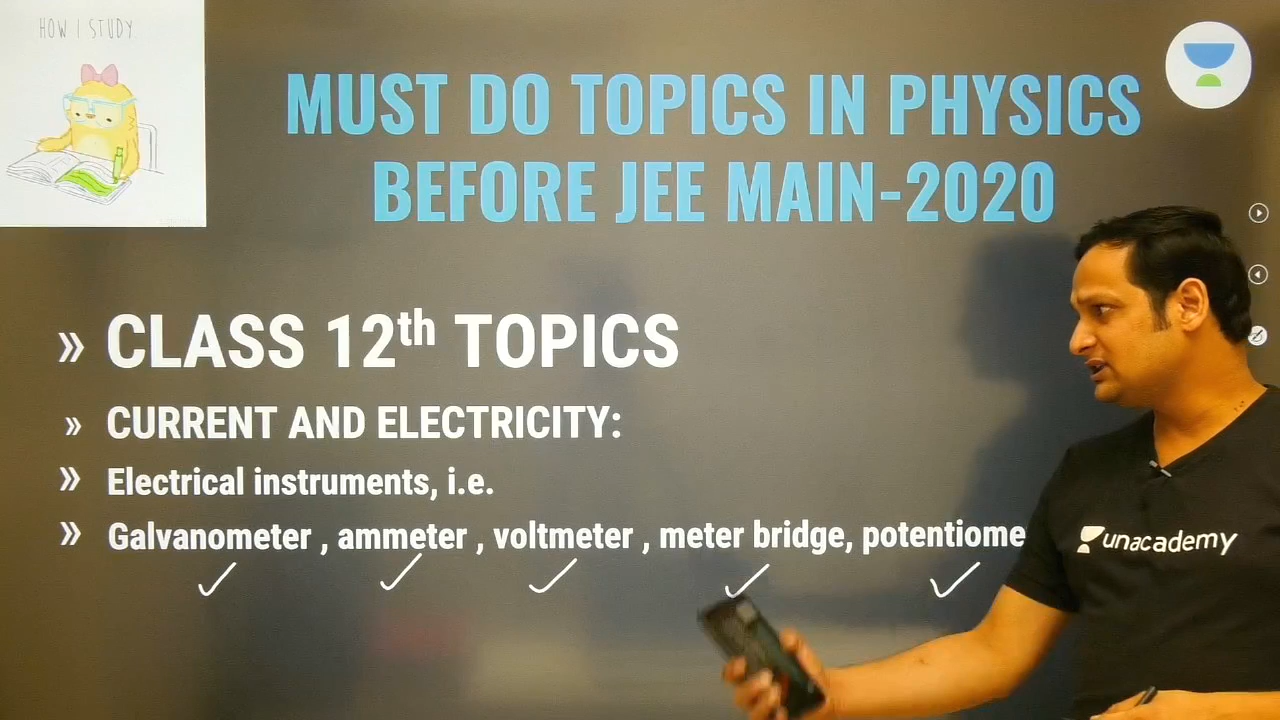 HOW I STUDY
MUST DO TOPICS IN PHYSICS
BEFORE JEE MAIN-2020
» CLASS 12th TOPICS
» CURRENT AND ELECTRICITY:
» Electrical instruments, i.e.
» Galvanometer , ammeter , voltmeter , meter bridge, potentiome
unacademy